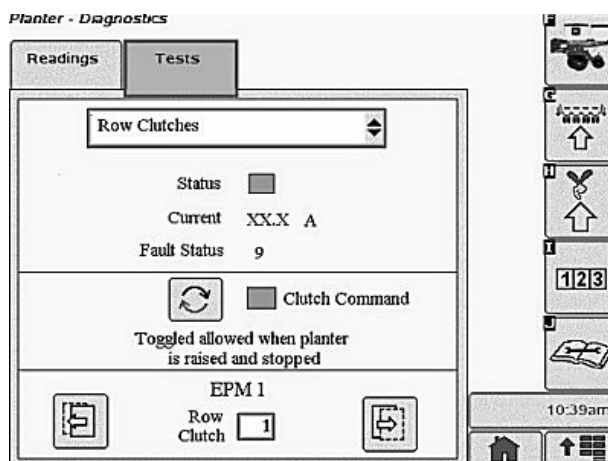 Planter - Diagnostics
Readings
Tests
Row Clutches
Status
Current XX.X A
Fault Status 9
Clutch Command
Toggled allowed when planter
is raised and stopped
EPM 1
Row
Clutch 1
F
G
H
I
123
J
10:39am